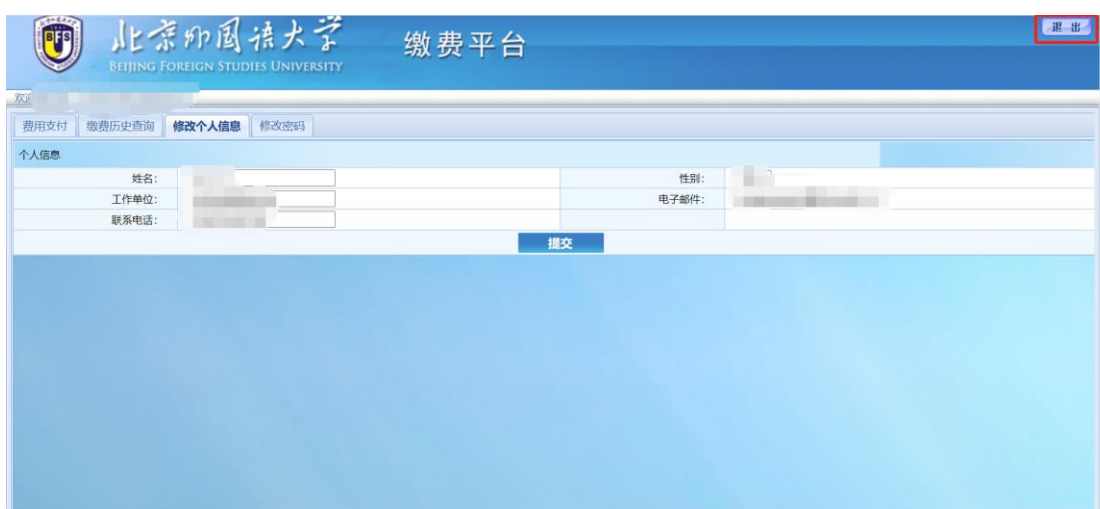 北京外国语大学
BEIJING FOREIGN STUDIES UNIVERSITY
缴费平台
退出
BFS
费用支付 缴费历史查询 修改个人信息 修改密码
个人信息
姓名: 性别:
工作单位: 电子邮件:
联系电话:
提交